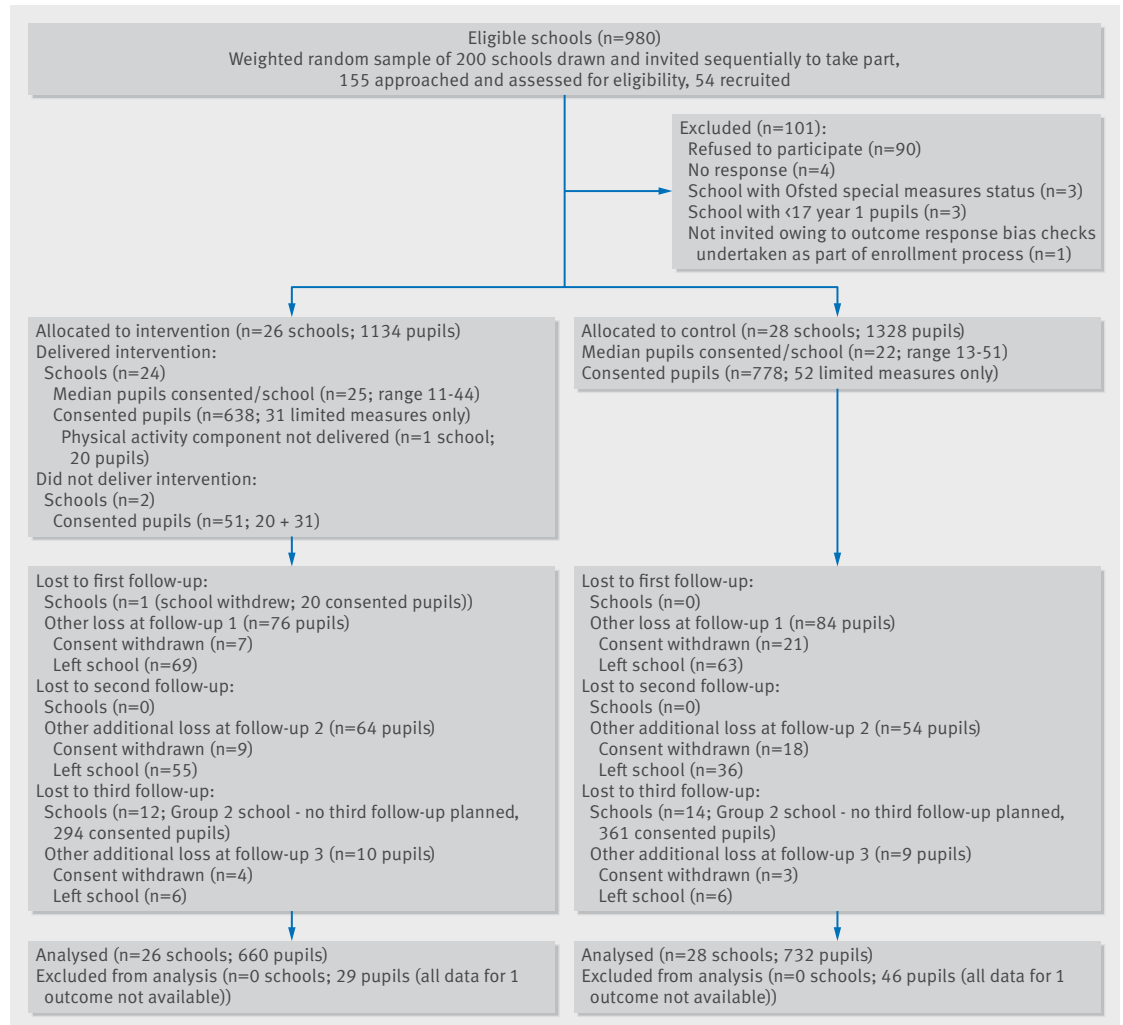 Eligible schools (n=980)
Weighted random sample of 200 schools drawn and invited sequentially to take part,
155 approached and assessed for eligibility, 54 recruited
Excluded (n=101):
Refused to participate (n=90)
No response (n=4)
School with Ofsted special measures status (n=3)
School with <17 year 1 pupils (n=3)
Not invited owing to outcome response bias checks
undertaken as part of enrollment process (n=1)
Allocated to intervention (n=26 schools; 1134 pupils)
Delivered intervention:
Schools (n=24)
Median pupils consented/school (n=25; range 11-44)
Consented pupils (n=638; 31 limited measures only)
Physical activity component not delivered (n=1 school;
20 pupils)
Did not deliver intervention:
Schools (n=2)
Consented pupils (n=51; 20 + 31)
Allocated to control (n=28 schools; 1328 pupils)
Median pupils consented/school (n=22; range 13-51)
Consented pupils (n=778; 52 limited measures only)
Lost to first follow-up:
Schools (n=1 (school withdrew; 20 consented pupils))
Other loss at follow-up 1 (n=76 pupils)
Consent withdrawn (n=7)
Left school (n=69)
Lost to second follow-up:
Schools (n=0)
Other additional loss at follow-up 2 (n=64 pupils)
Consent withdrawn (n=9)
Left school (n=55)
Lost to third follow-up:
Schools (n=12; Group 2 school - no third follow-up planned,
294 consented pupils)
Other additional loss at follow-up 3 (n=10 pupils)
Consent withdrawn (n=4)
Left school (n=6)
Lost to first follow-up:
Schools (n=0)
Other loss at follow-up 1 (n=84 pupils)
Consent withdrawn (n=21)
Left school (n=63)
Lost to second follow-up:
Schools (n=0)
Other additional loss at follow-up 2 (n=54 pupils)
Consent withdrawn (n=18)
Left school (n=36)
Lost to third follow-up:
Schools (n=14; Group 2 school - no third follow-up planned,
361 consented pupils)
Other additional loss at follow-up 3 (n=9 pupils)
Consent withdrawn (n=3)
Left school (n=6)
Analysed (n=26 schools; 660 pupils)
Excluded from analysis (n=0 schools; 29 pupils (all data for 1
outcome not available))
Analysed (n=28 schools; 732 pupils)
Excluded from analysis (n=0 schools; 46 pupils (all data for 1
outcome not available))